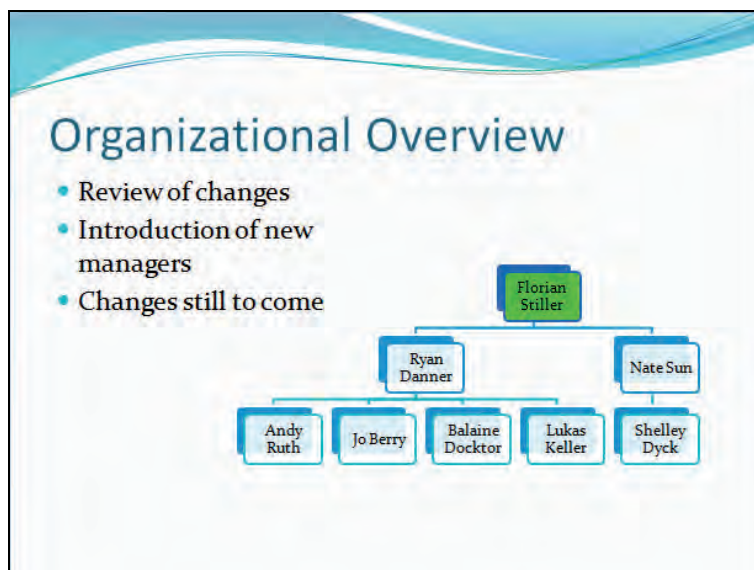 Organizational Overview
Review of changes
Introduction of new
managers
Changes still to come
Florian
Stiller
Ryan
Danner
Nate Sun
Andy
Ruth
Jo Berry
Balaine
Docktor
Lukas
Keller
Shelley
Dyck